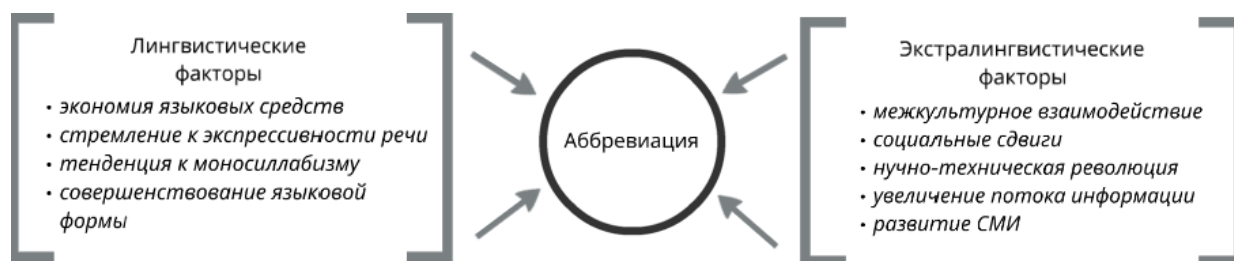 Лингвистические
факторы
• экономия языковых средств
• стремление к экспрессивности речи
• тенденция к моносиллабизму
• совершенствование языковой
формы
Аббревиация
Экстралингвистические
факторы
• межкультурное взаимодействие
• социальные сдвиги
• нучно-техническая революция
• увеличение потока информации
• развитие СМИ